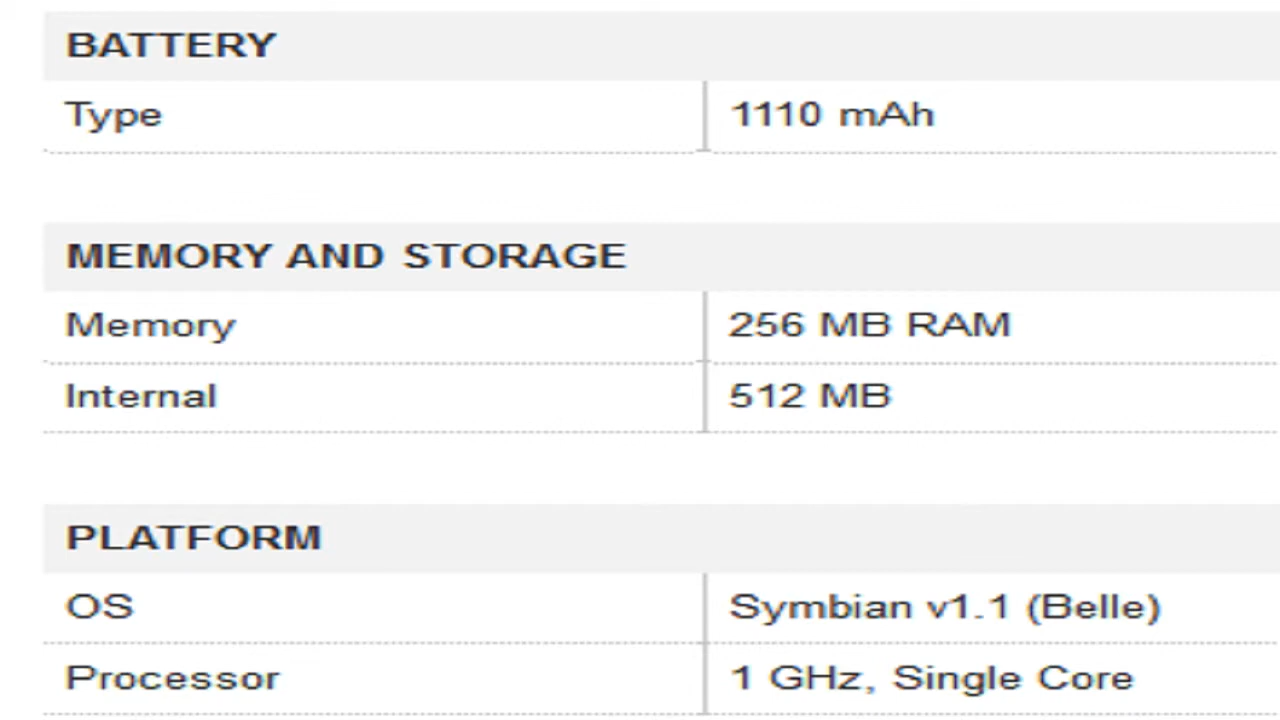 BATTERY
Type 1110 mAh
MEMORY AND STORAGE
Memory 256 MB RAM
Internal 512 MB
PLATFORM
OS Symbian v1.1 (Belle)
Processor 1 GHz, Single Core